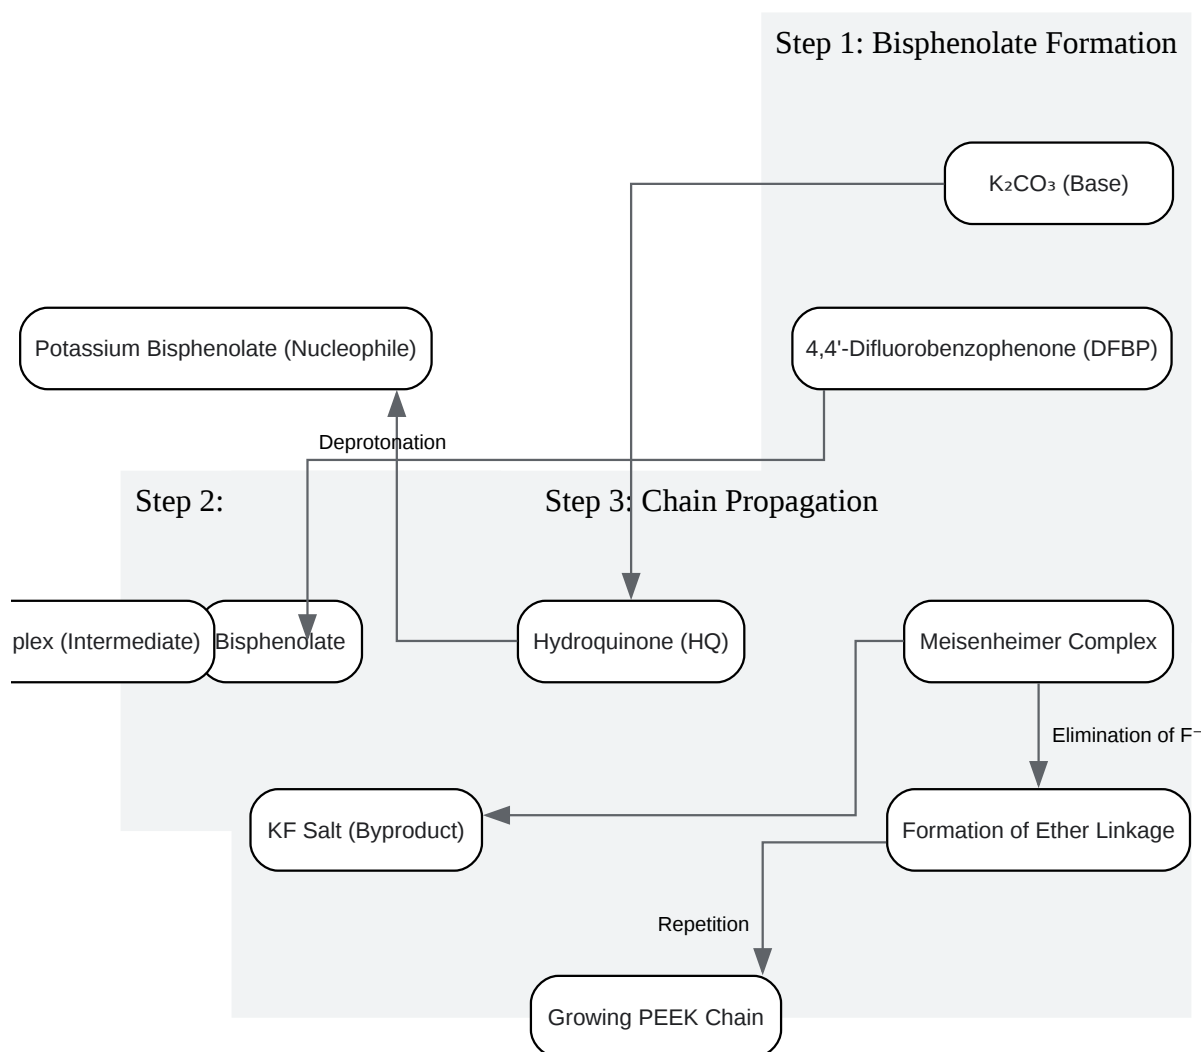 Step 1: Bisphenolate Formation
K₂CO₃ (Base)
Potassium Bisphenolate (Nucleophile)
4,4'-Difluorobenzophenone (DFBP)
Deprotonation
Step 2:
Step 3: Chain Propagation
plex (Intermediate)
Bisphenolate
Hydroquinone (HQ)
Meisenheimer Complex
Elimination of F⁻
KF Salt (Byproduct)
Formation of Ether Linkage
Repetition
Growing PEEK Chain